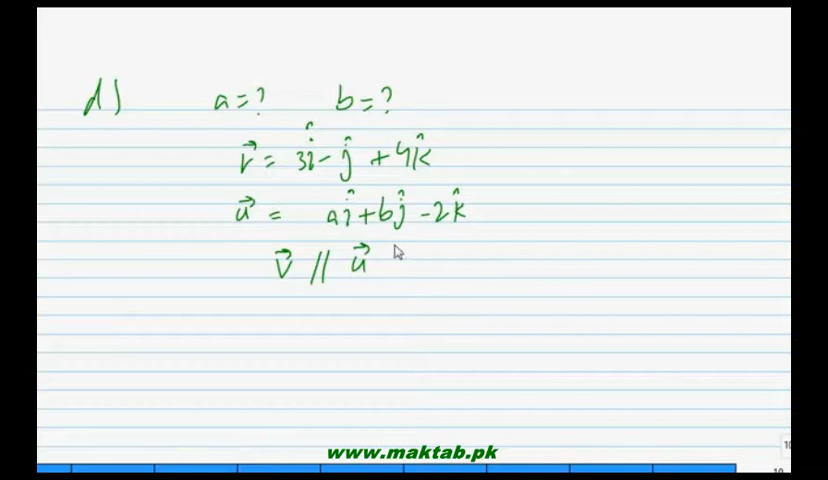 d) a=? b=?
v⃗ = 3î - ĵ + 4k̂
u⃗ = aî + bĵ - 2k̂
v⃗ // u⃗
www.maktab.pk